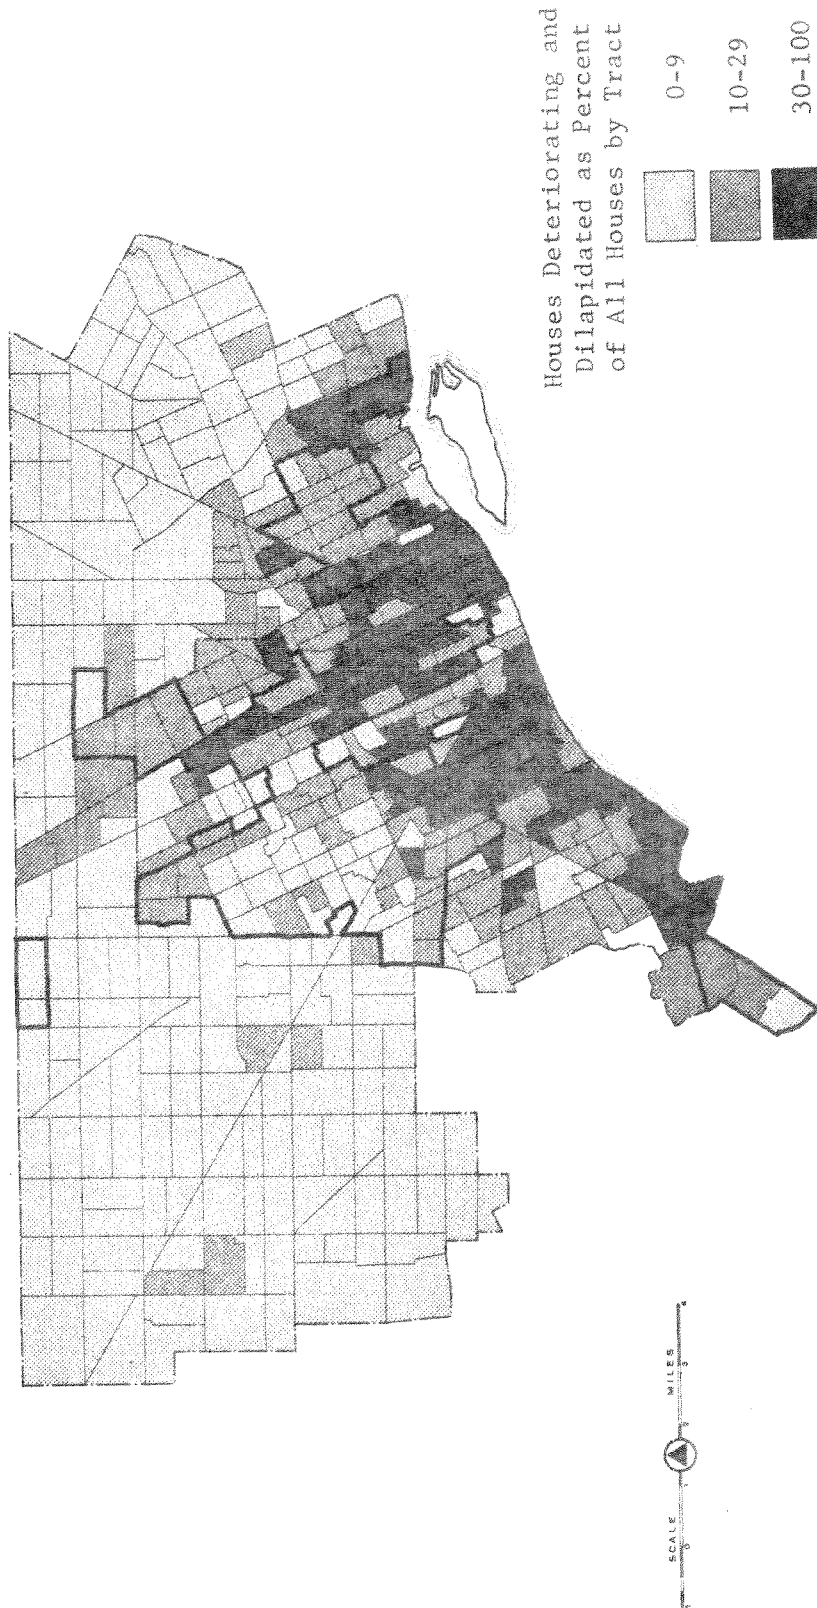 Houses Deteriorating and
Dilapidated as Percent
of All Houses by Tract
0-9
10-29
30-100
SCALE
MILES